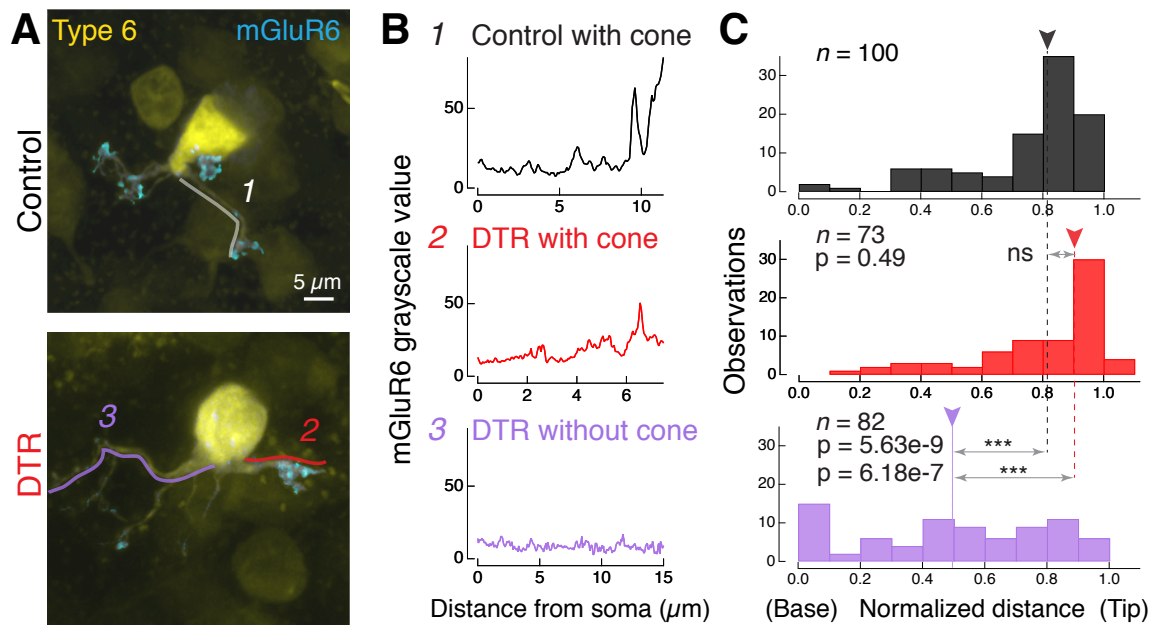 A
Type 6 mGluR6
Control
1
5 µm
DTR
3
2
B
mGluR6 grayscale value
1 Control with cone
50
0
0 5 10
2 DTR with cone
50
0
0 2 4 6
3 DTR without cone
50
0
0 5 10 15
Distance from soma (µm)
C
Observations
n = 100
30
20
10
0
0.0 0.2 0.4 0.6 0.8 1.0
n = 73
p = 0.49
ns
30
20
10
0
0.0 0.2 0.4 0.6 0.8 1.0
n = 82
p = 5.63e-9
***
p = 6.18e-7
***
30
20
10
0
0.0 0.2 0.4 0.6 0.8 1.0
(Base) Normalized distance (Tip)